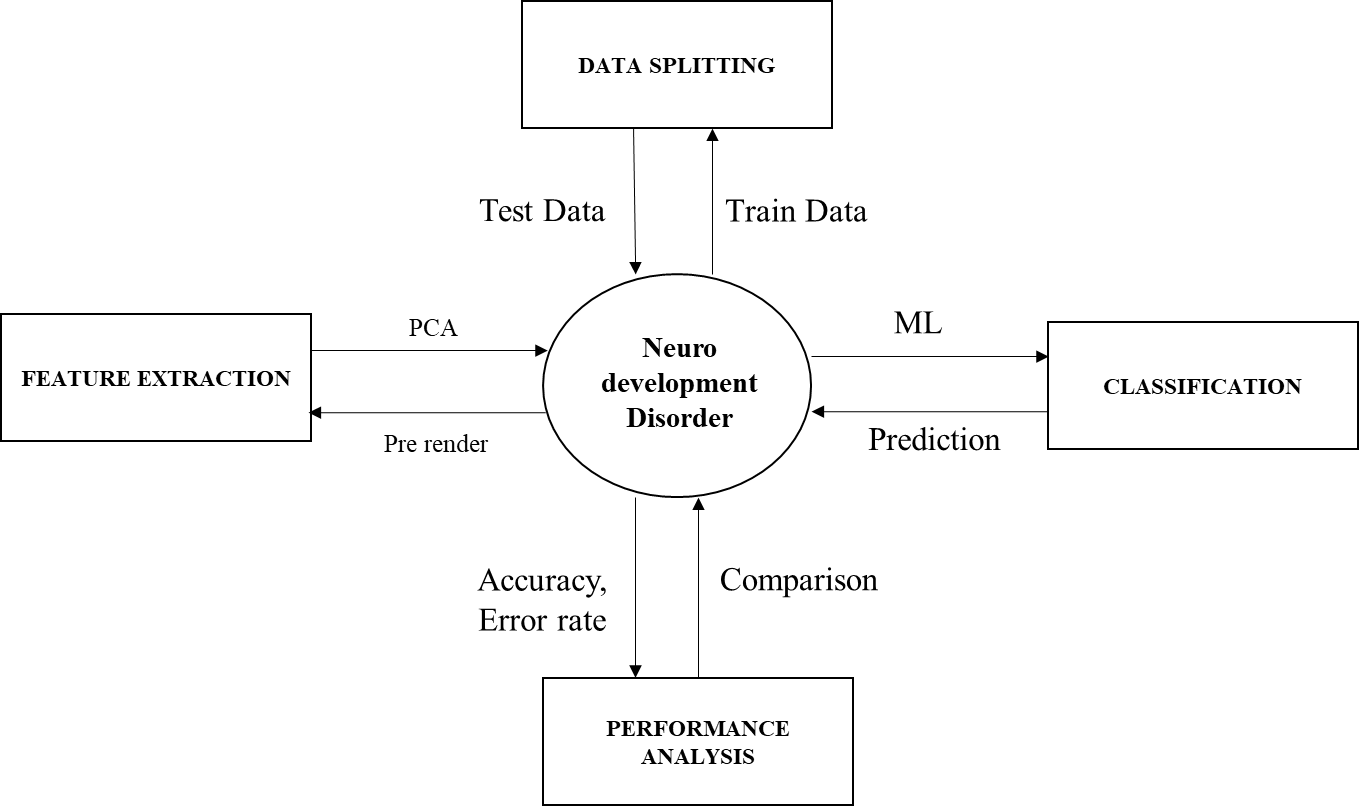 DATA SPLITTING
Test Data
Train Data
PCA
FEATURE EXTRACTION
Pre render
Neuro
development
Disorder
ML
CLASSIFICATION
Prediction
Accuracy,
Error rate
Comparison
PERFORMANCE
ANALYSIS